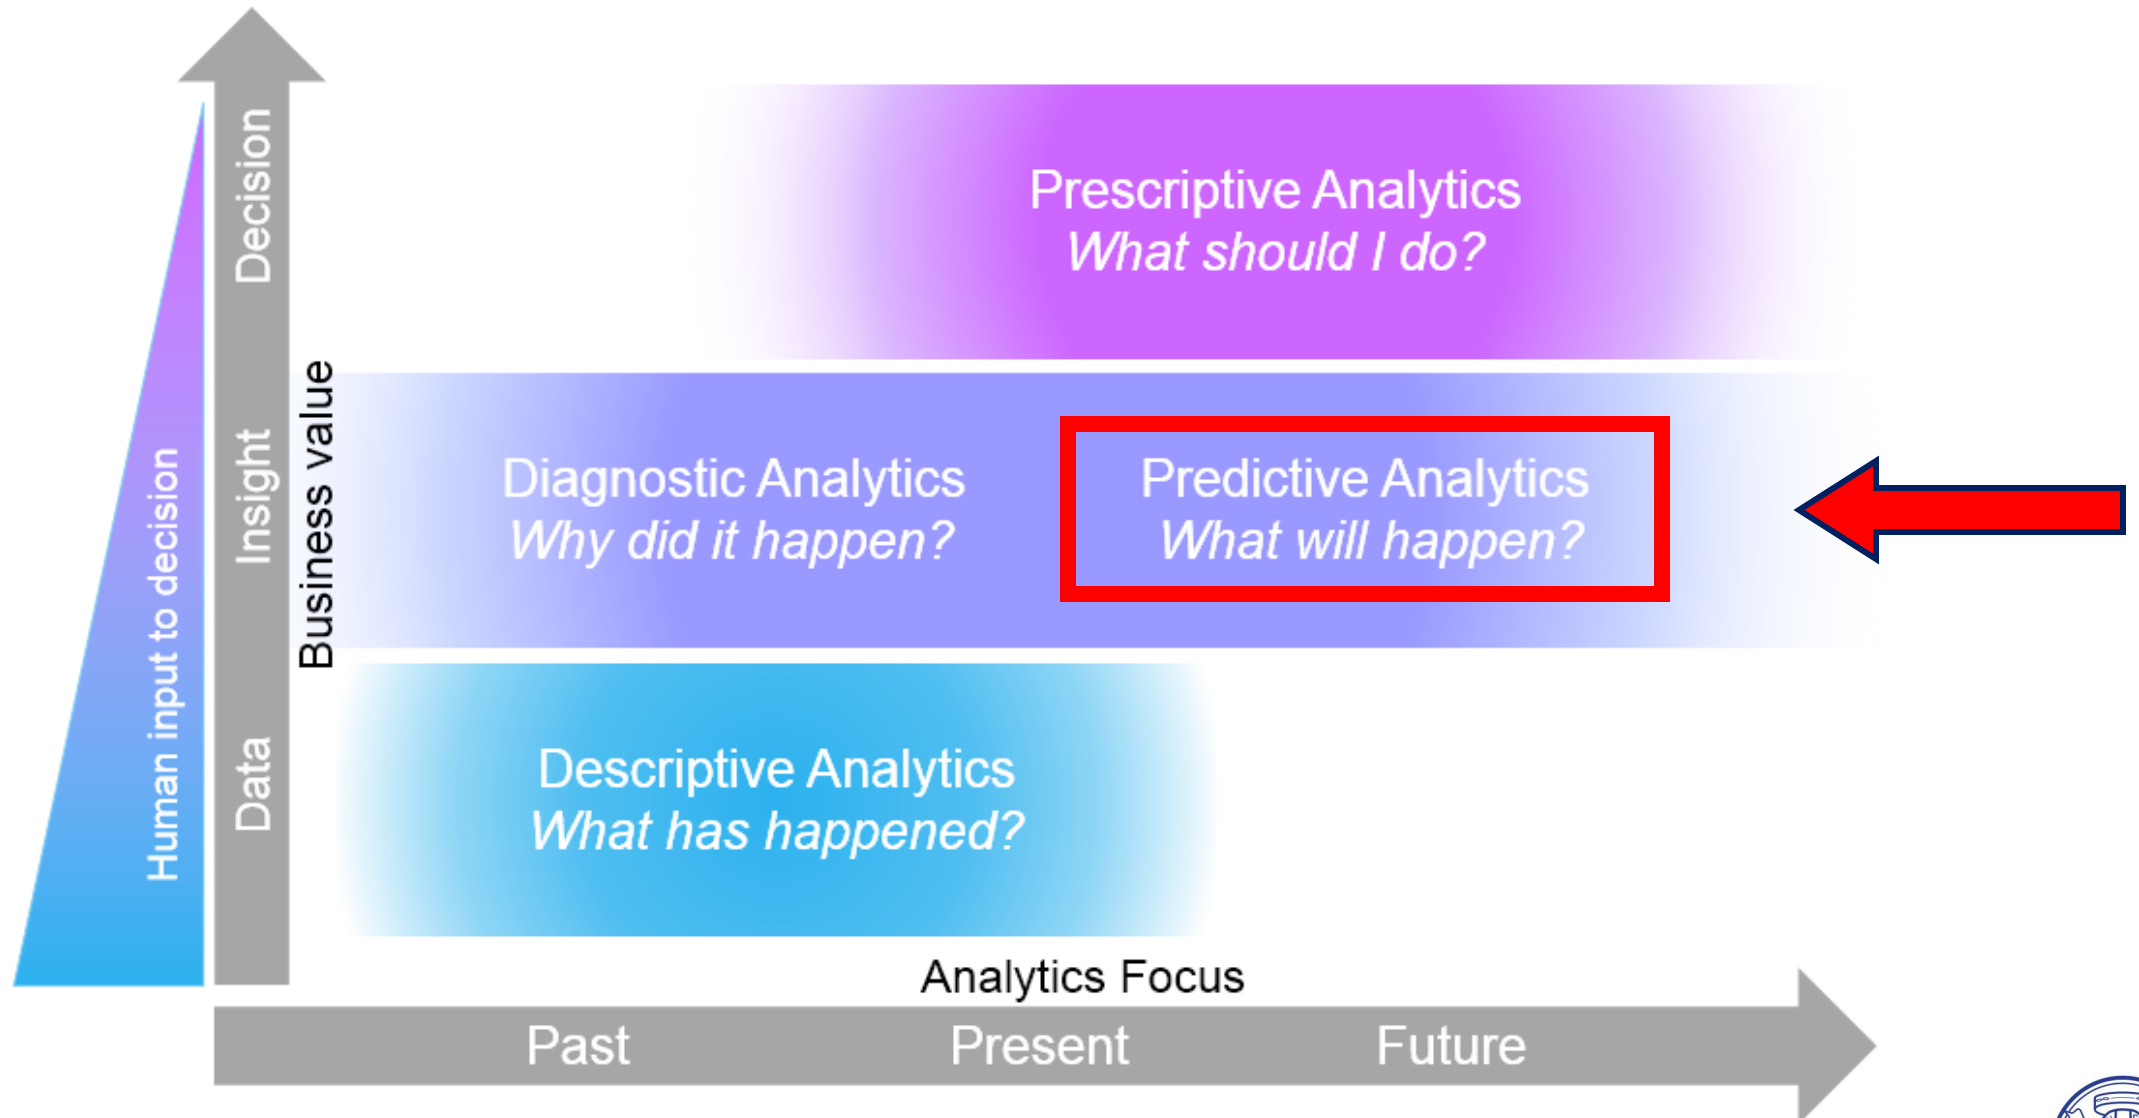 Decision
Prescriptive Analytics
What should I do?
Human input to decision
Insight
Business value
Diagnostic Analytics
Why did it happen?
Predictive Analytics
What will happen?
Data
Descriptive Analytics
What has happened?
Analytics Focus
Past
Present
Future